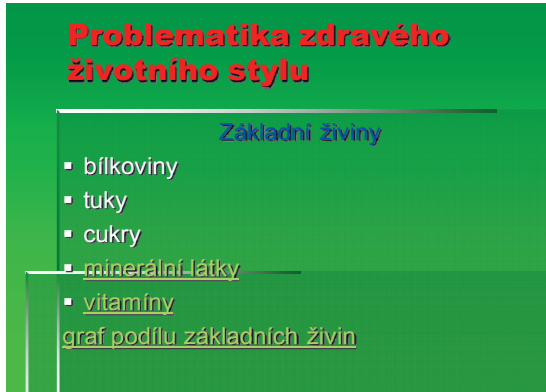 Problematika zdravého
životního stylu
Základní živiny
▪ bílkoviny
▪ tuky
▪ cukry
▪ minerální látky
▪ vitamíny
graf podílu základních živin